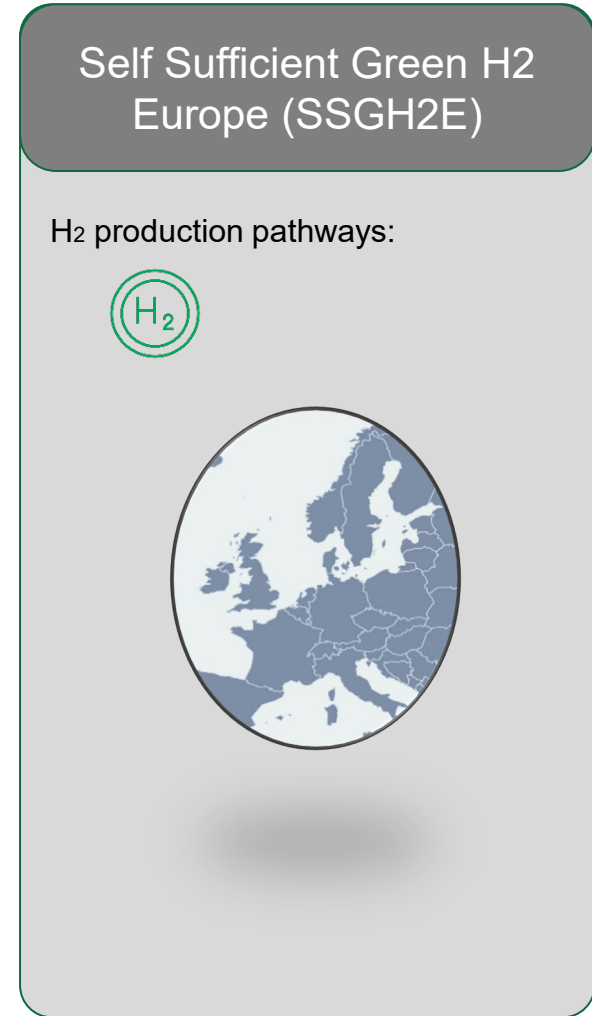 Self Sufficient Green H2
Europe (SSGH2E)
H2 production pathways:
H2